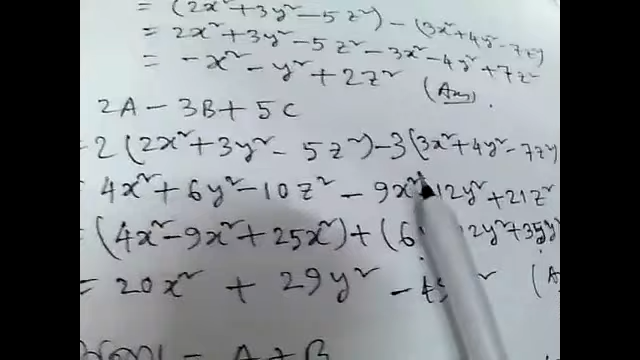 = (2x²+3y²-5z²) - (3x²+4y²-7z²)
= 2x²+3y²-5z²-3x²-4y²+7z²
= -x²-y²+2z² (Ans).
2A-3B+5C
=2(2x²+3y²-5z²)-3(3x²+4y²-7z²)
= 4x²+6y²-10z²-9x² 12y²+21z²
= (4x²-9x²+25x²)+(6 12y²+35y
= 20x² + 29y² -
= A+B